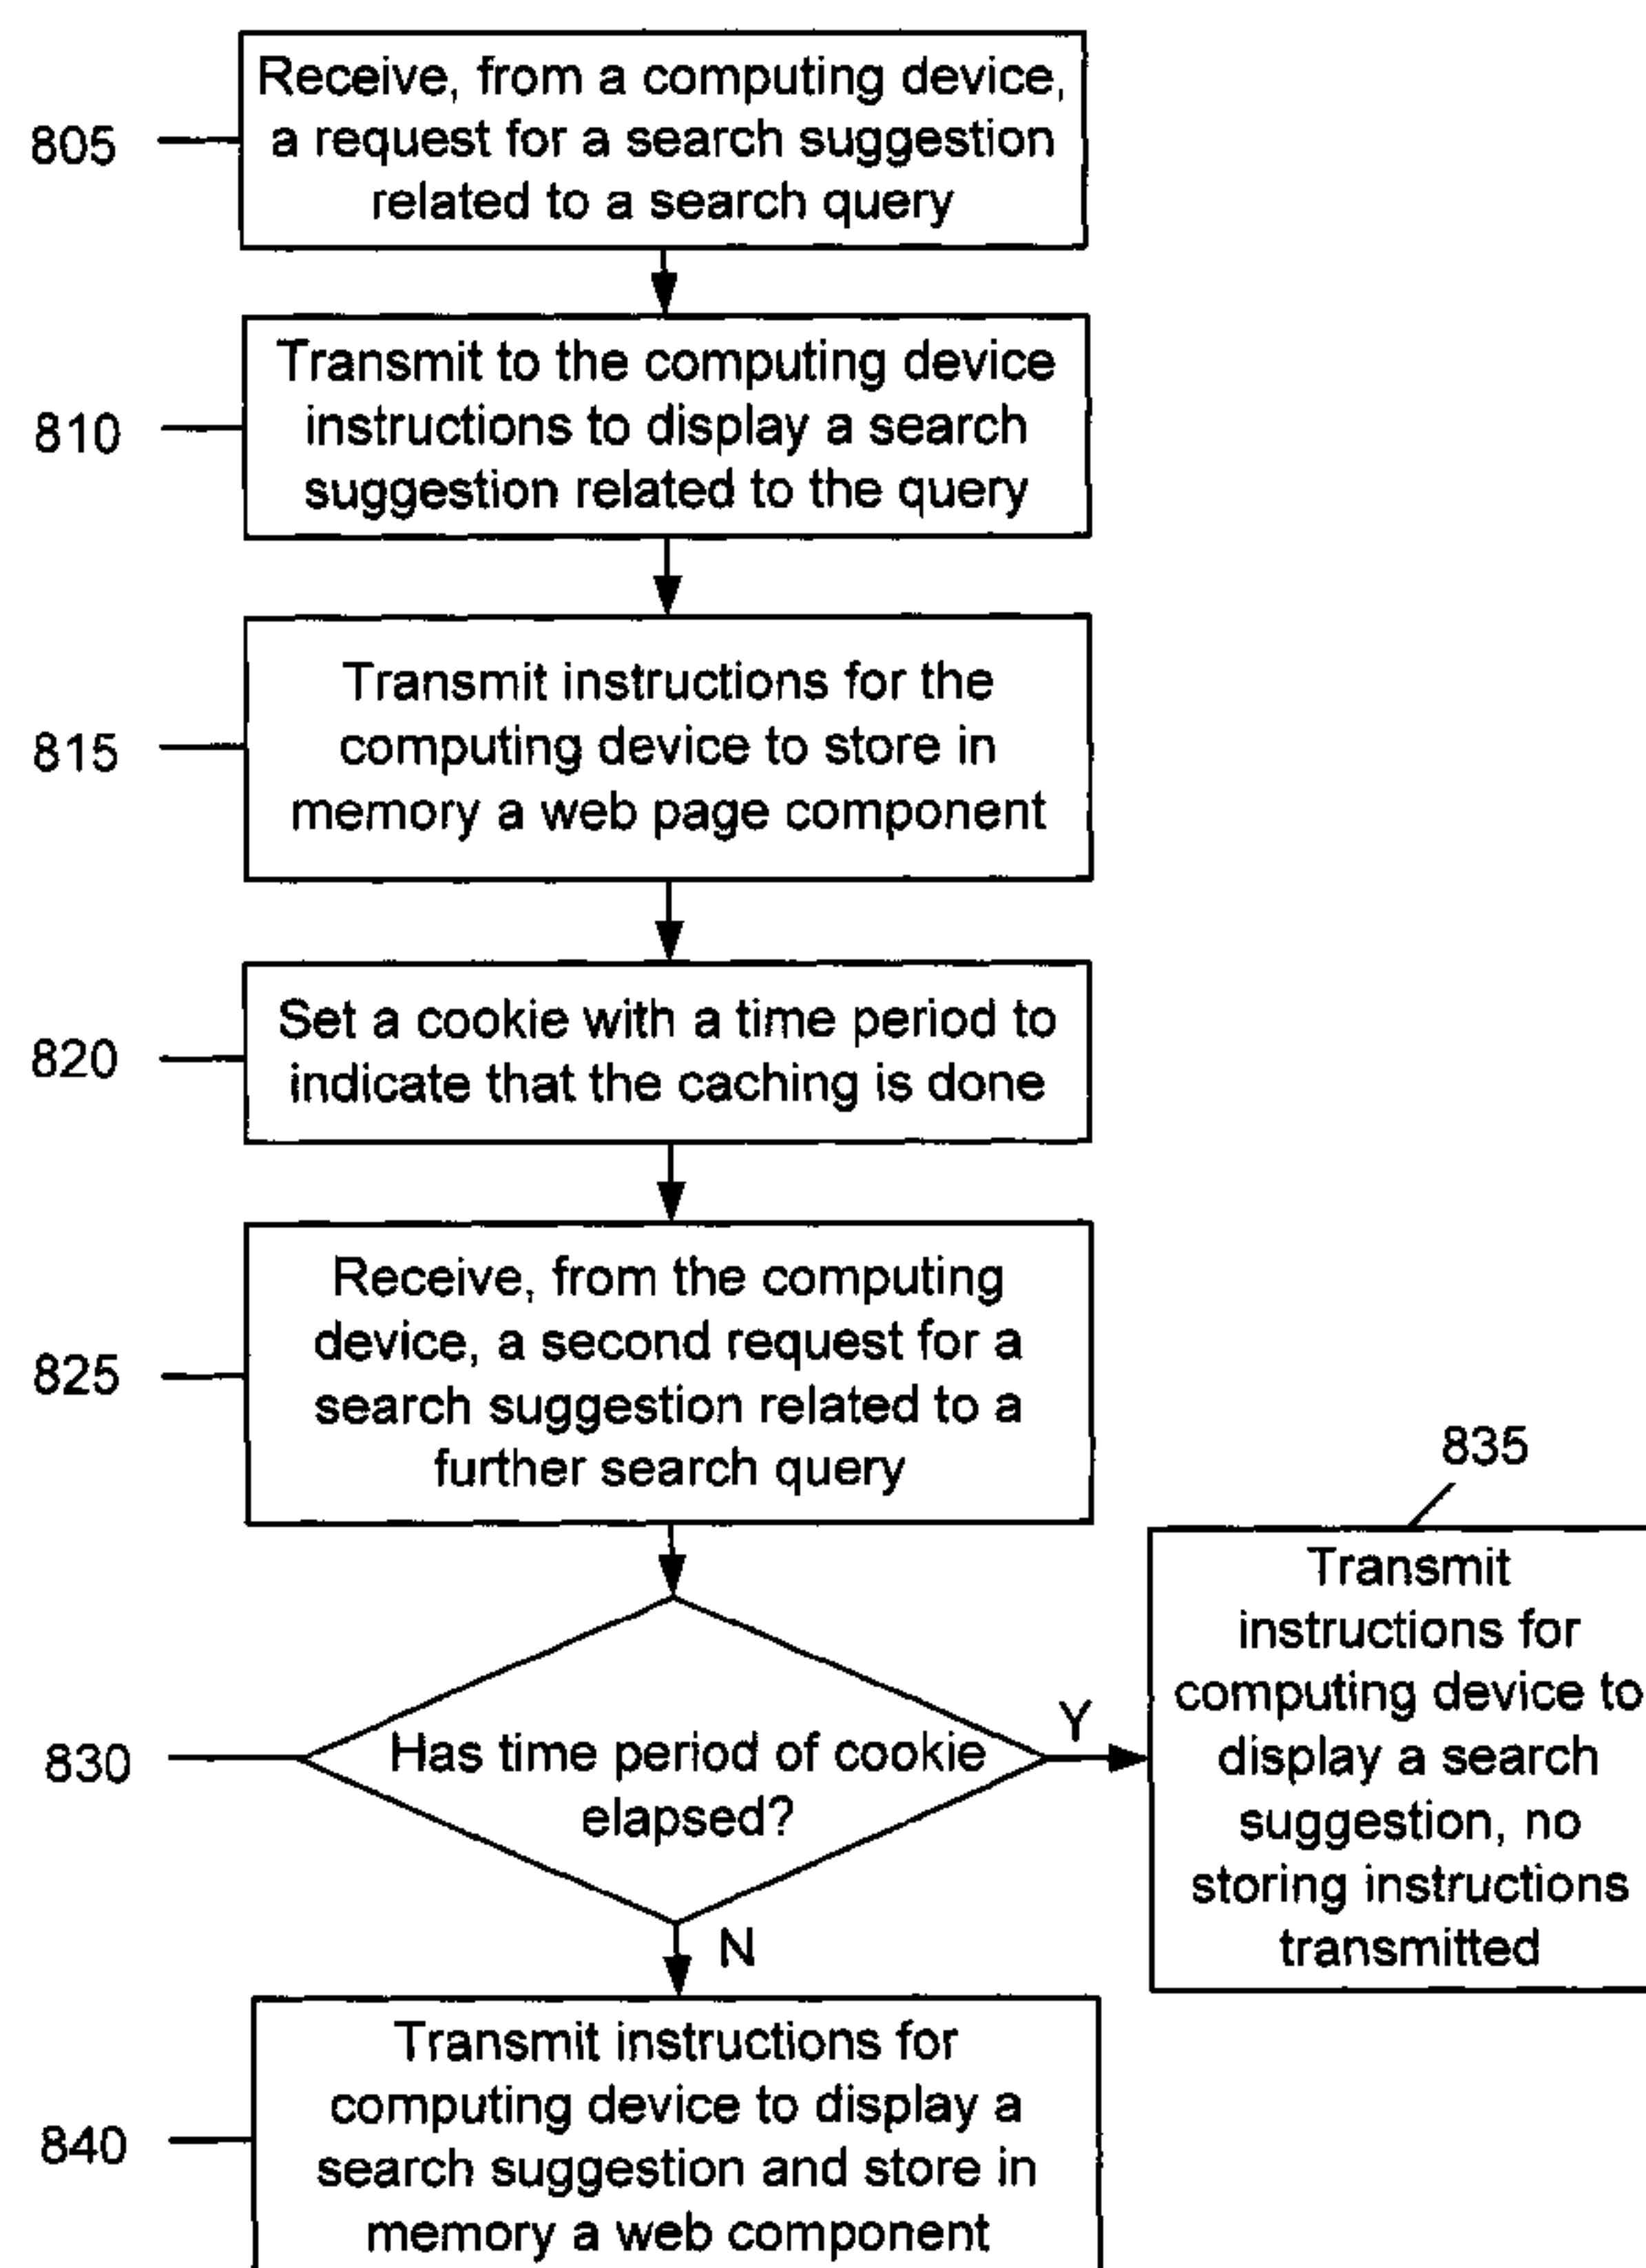 805
Receive, from a computing device,
a request for a search suggestion
related to a search query
810
Transmit to the computing device
instructions to display a search
suggestion related to the query
815
Transmit instructions for the
computing device to store in
memory a web page component
820
Set a cookie with a time period to
indicate that the caching is done
825
Receive, from the computing
device, a second request for a
search suggestion related to a
further search query
830
Has time period of cookie
elapsed?
Y
835
Transmit
instructions for
computing device to
display a search
suggestion, no
storing instructions
transmitted
N
840
Transmit instructions for
computing device to display a
search suggestion and store in
memory a web component